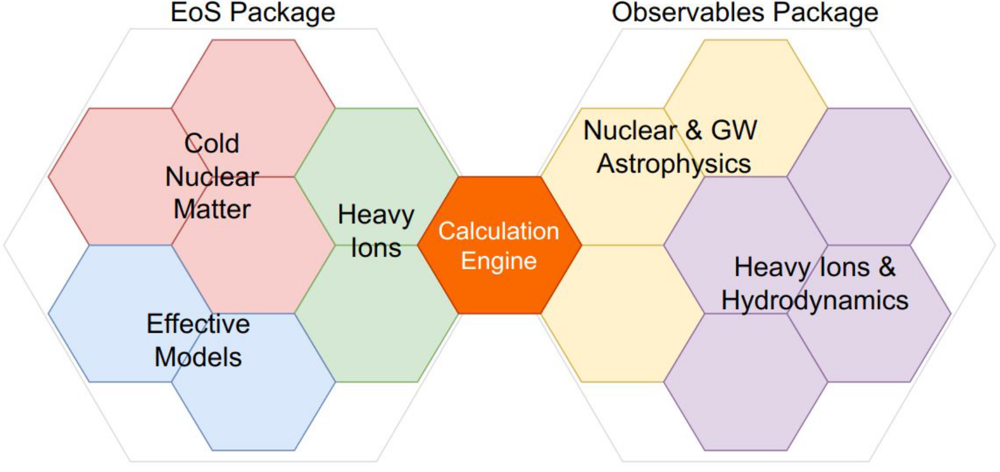 EoS Package
Observables Package
Cold
Nuclear
Matter
Heavy
Ions
Effective
Models
Calculation
Engine
Nuclear & GW
Astrophysics
Heavy Ions &
Hydrodynamics